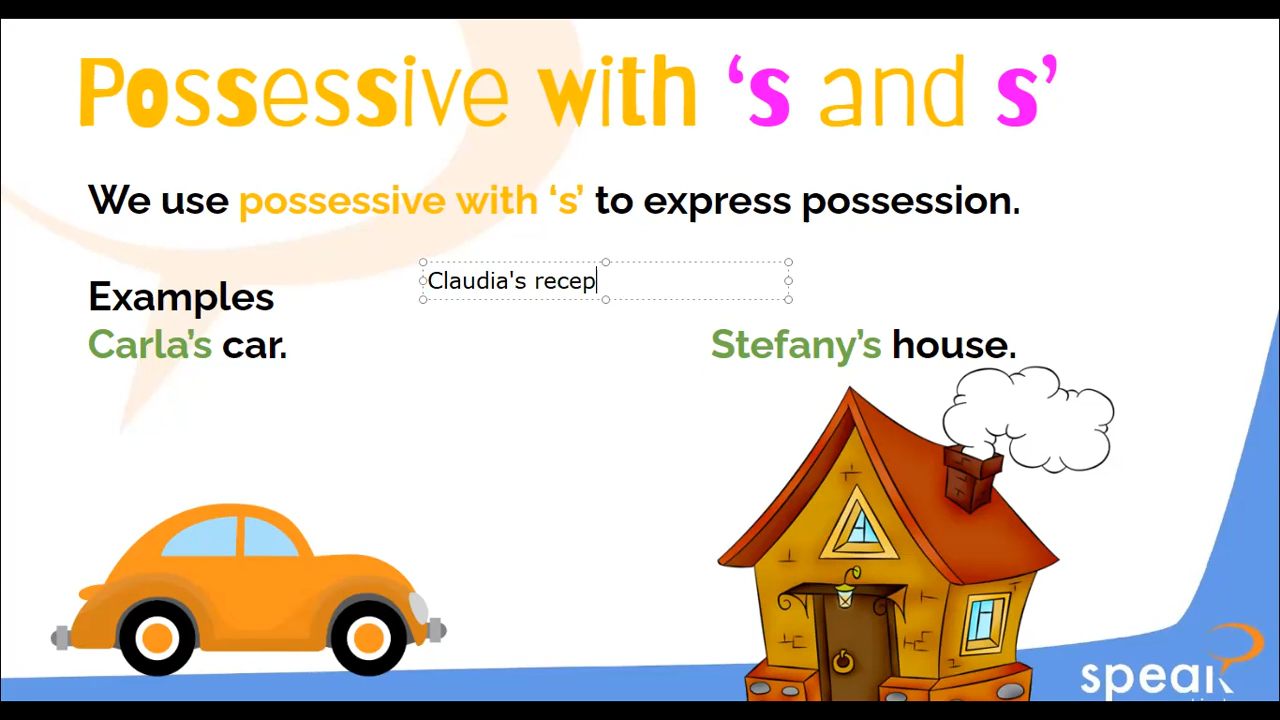 Possessive with ‘s and s’
We use possessive with ‘s’ to express possession.
Claudia's recep
Examples
Carla’s car.
Stefany’s house.
speak